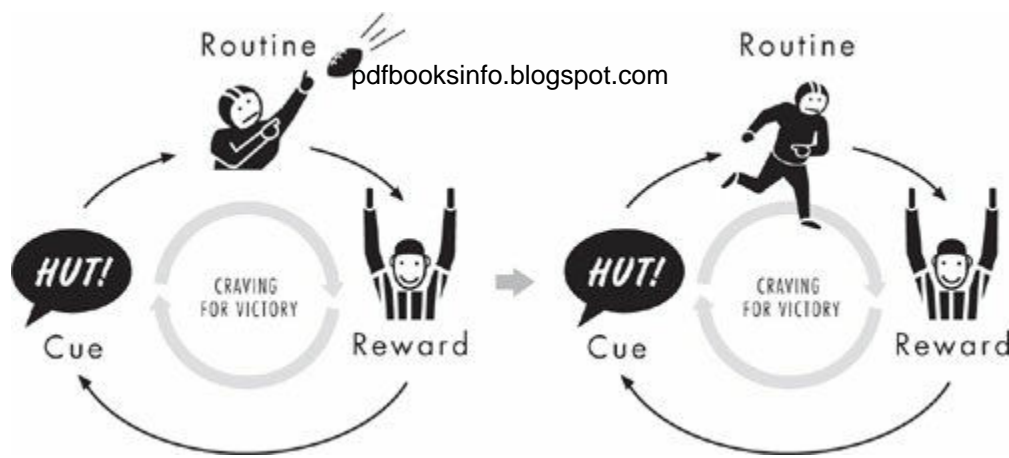 Routine
pdfbooksinfo.blogspot.com
HUT!
CRAVING
FOR VICTORY
Cue
Reward
Routine
HUT!
CRAVING
FOR VICTORY
Cue
Reward